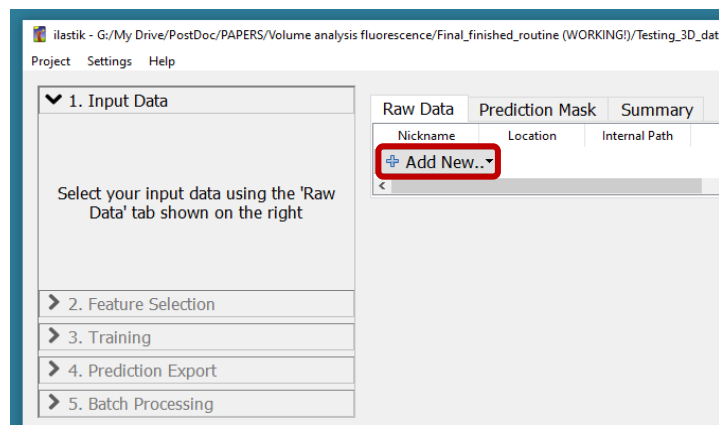 ilastik - G:/My Drive/PostDoc/PAPERS/Volume analysis fluorescence/Final_finished_routine (WORKING!)/Testing_3D_dat
Project Settings Help
1. Input Data
Select your input data using the 'Raw
Data' tab shown on the right
2. Feature Selection
3. Training
4. Prediction Export
5. Batch Processing
Raw Data Prediction Mask Summary
Nickname Location Internal Path
Add New..